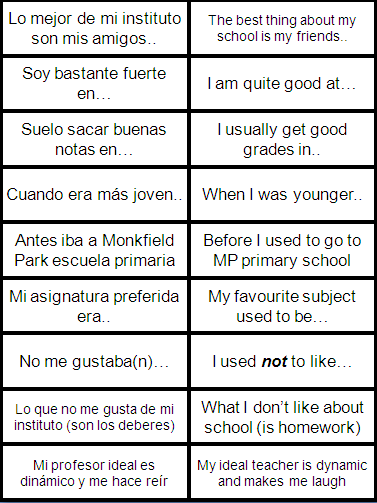 Lo mejor de mi instituto
son mis amigos..
The best thing about my
school is my friends..
Soy bastante fuerte
en…
I am quite good at…
Suelo sacar buenas
notas en…
I usually get good
grades in..
Cuando era más joven..
When I was younger..
Antes iba a Monkfield
Park escuela primaria
Before I used to go to
MP primary school
Mi asignatura preferida
era..
My favourite subject
used to be…
No me gustaba(n)…
I used not to like…
Lo que no me gusta de mi
instituto (son los deberes)
What I don’t like about
school (is homework)
Mi profesor ideal es
dinámico y me hace reír
My ideal teacher is dynamic
and makes me laugh